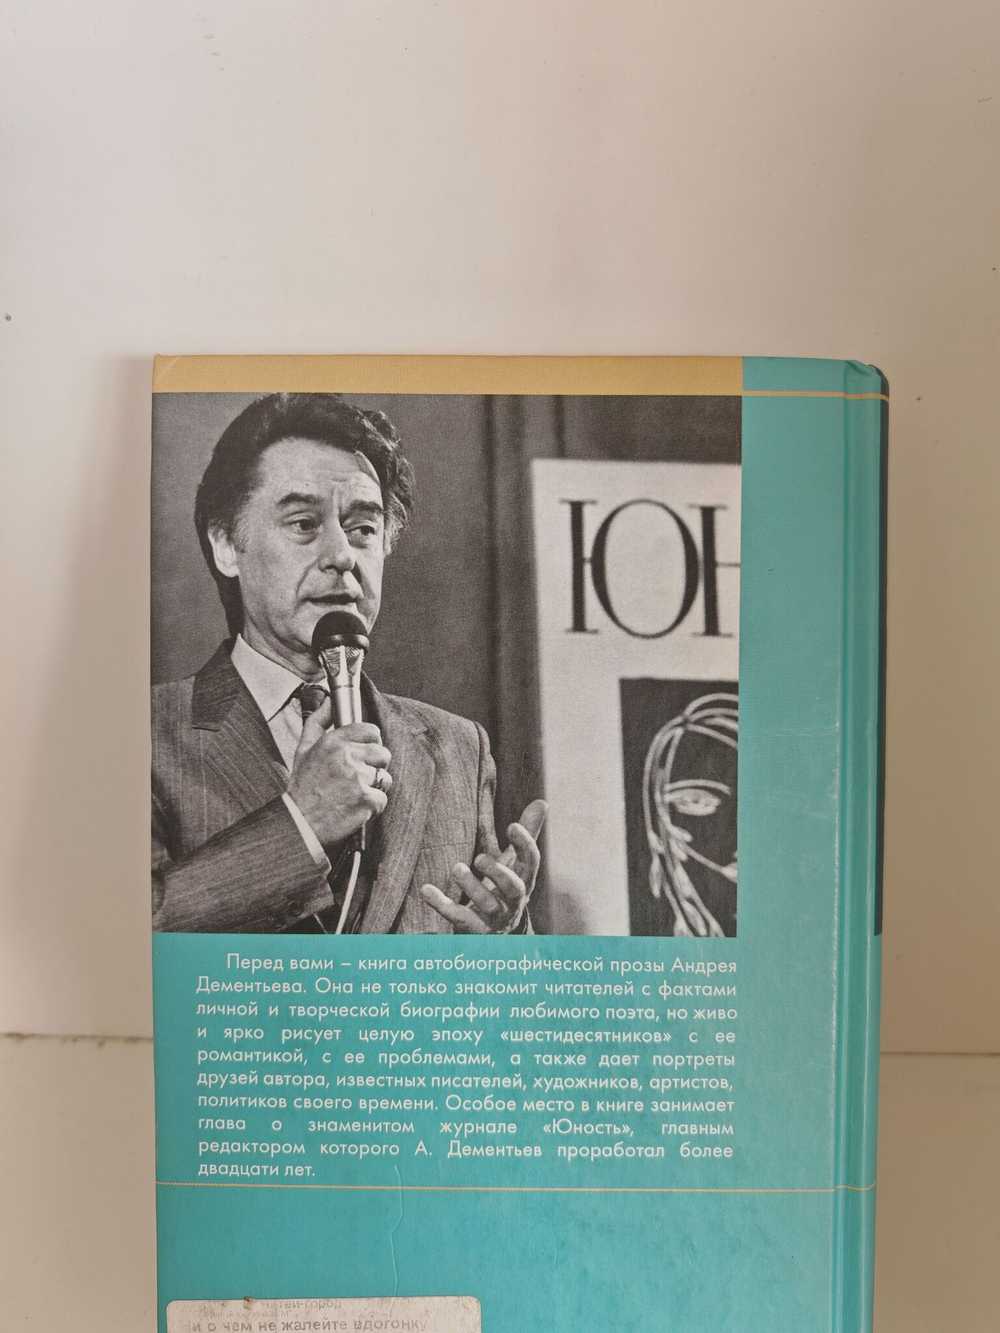 ЮН
Перед вами – книга автобиографической прозы Андрея
Дементьева. Она не только знакомит читателей с фактами
личной и творческой биографии любимого поэта, но живо
и ярко рисует целую эпоху «шестидесятников» с ее
романтикой, с ее проблемами, а также дает портреты
друзей автора, известных писателей, художников, артистов,
политиков своего времени. Особое место в книге занимает
глава о знаменитом журнале «Юность», главным
редактором которого А. Дементьев проработал более
двадцати лет.
Читай-город
и о чем не жалейте вдогонку